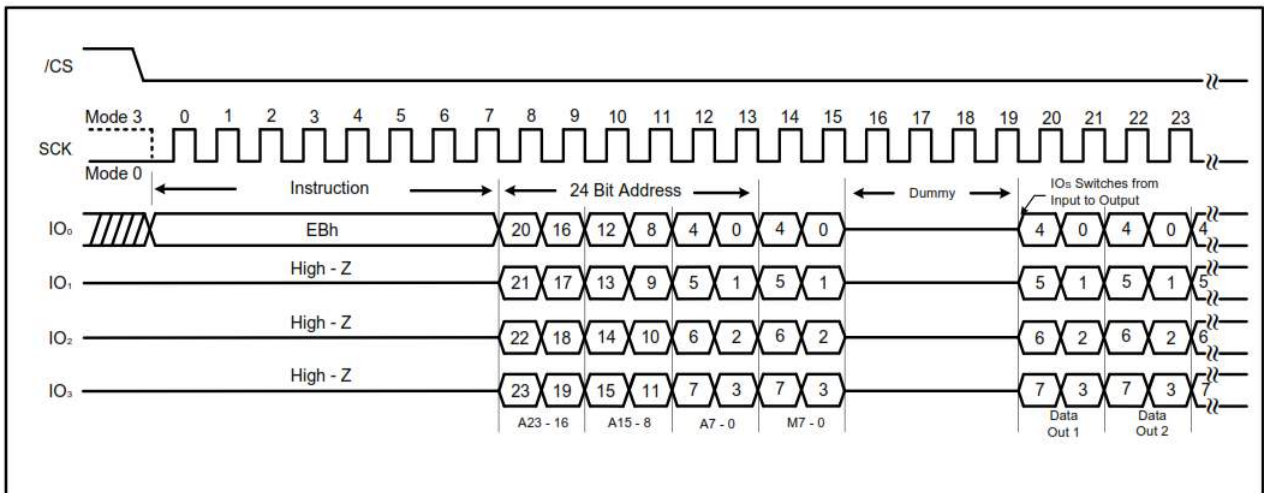 /CS
Mode 3 0 1 2 3 4 5 6 7 8 9 10 11 12 13 14 15 16 17 18 19 20 21 22 23
SCK
Mode 0
Instruction 24 Bit Address Dummy IOs Switches from
Input to Output
IO₀ EBh 20 16 12 8 4 0 4 0 4 0 4 0 4
High - Z
IO₁ 21 17 13 9 5 1 5 1 5 1 5 1 5
High - Z
IO₂ 22 18 14 10 6 2 6 2 6 2 6 2 6
High - Z
IO₃ 23 19 15 11 7 3 7 3 7 3 7 3 7
A23 - 16 A15 - 8 A7 - 0 M7 - 0 Data Data
Out 1 Out 2